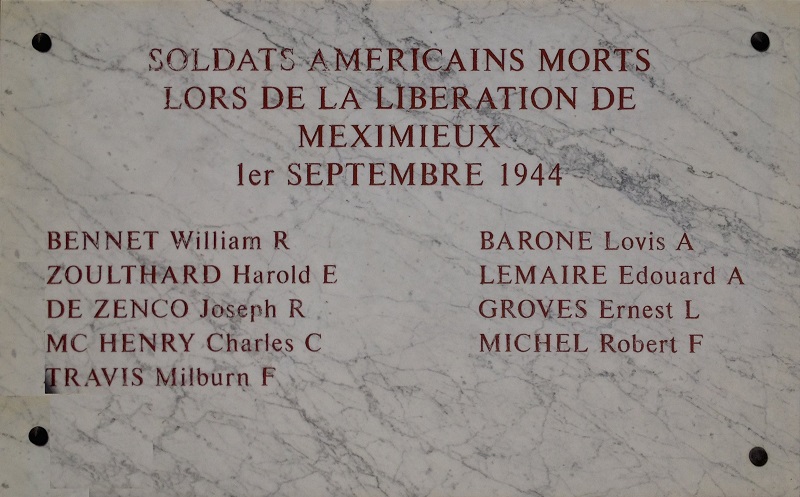 SOLDATS AMERICAINS MORTS
LORS DE LA LIBERATION DE
MEXIMIEUX
1er SEPTEMBRE 1944
BENNET William R
ZOULTHARD Harold E
DE ZENCO Joseph R
MC HENRY Charles C
TRAVIS Milburn F
BARONE Lovis A
LEMAIRE Edouard A
GROVES Ernest L
MICHEL Robert F